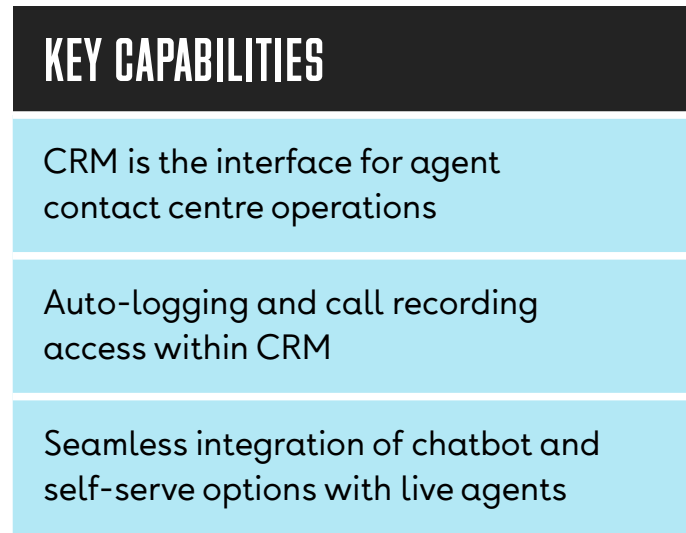 KEY CAPABILITIES
CRM is the interface for agent
contact centre operations
Auto-logging and call recording
access within CRM
Seamless integration of chatbot and
self-serve options with live agents